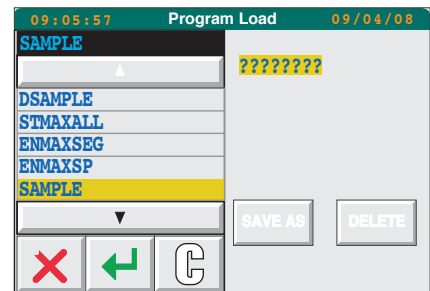 09:05:57 Program Load 09/04/08
SAMPLE
????????
DSAMPLE
STMAXALL
ENMAXSEG
ENMAXSP
SAMPLE
SAVE AS DELETE
C